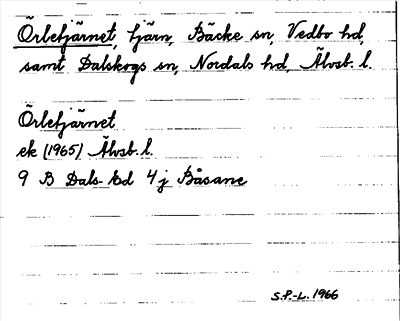 Örletjärnet, tjärn, Bäcke sn, Vedbo hd,
samt Dalskogs sn, Nordals hd, Älvsb. l.
Örletjärnet
ek (1965) Älvsb. l.
9 B Dals-Ed 4j Båsane
S.P.-L. 1966